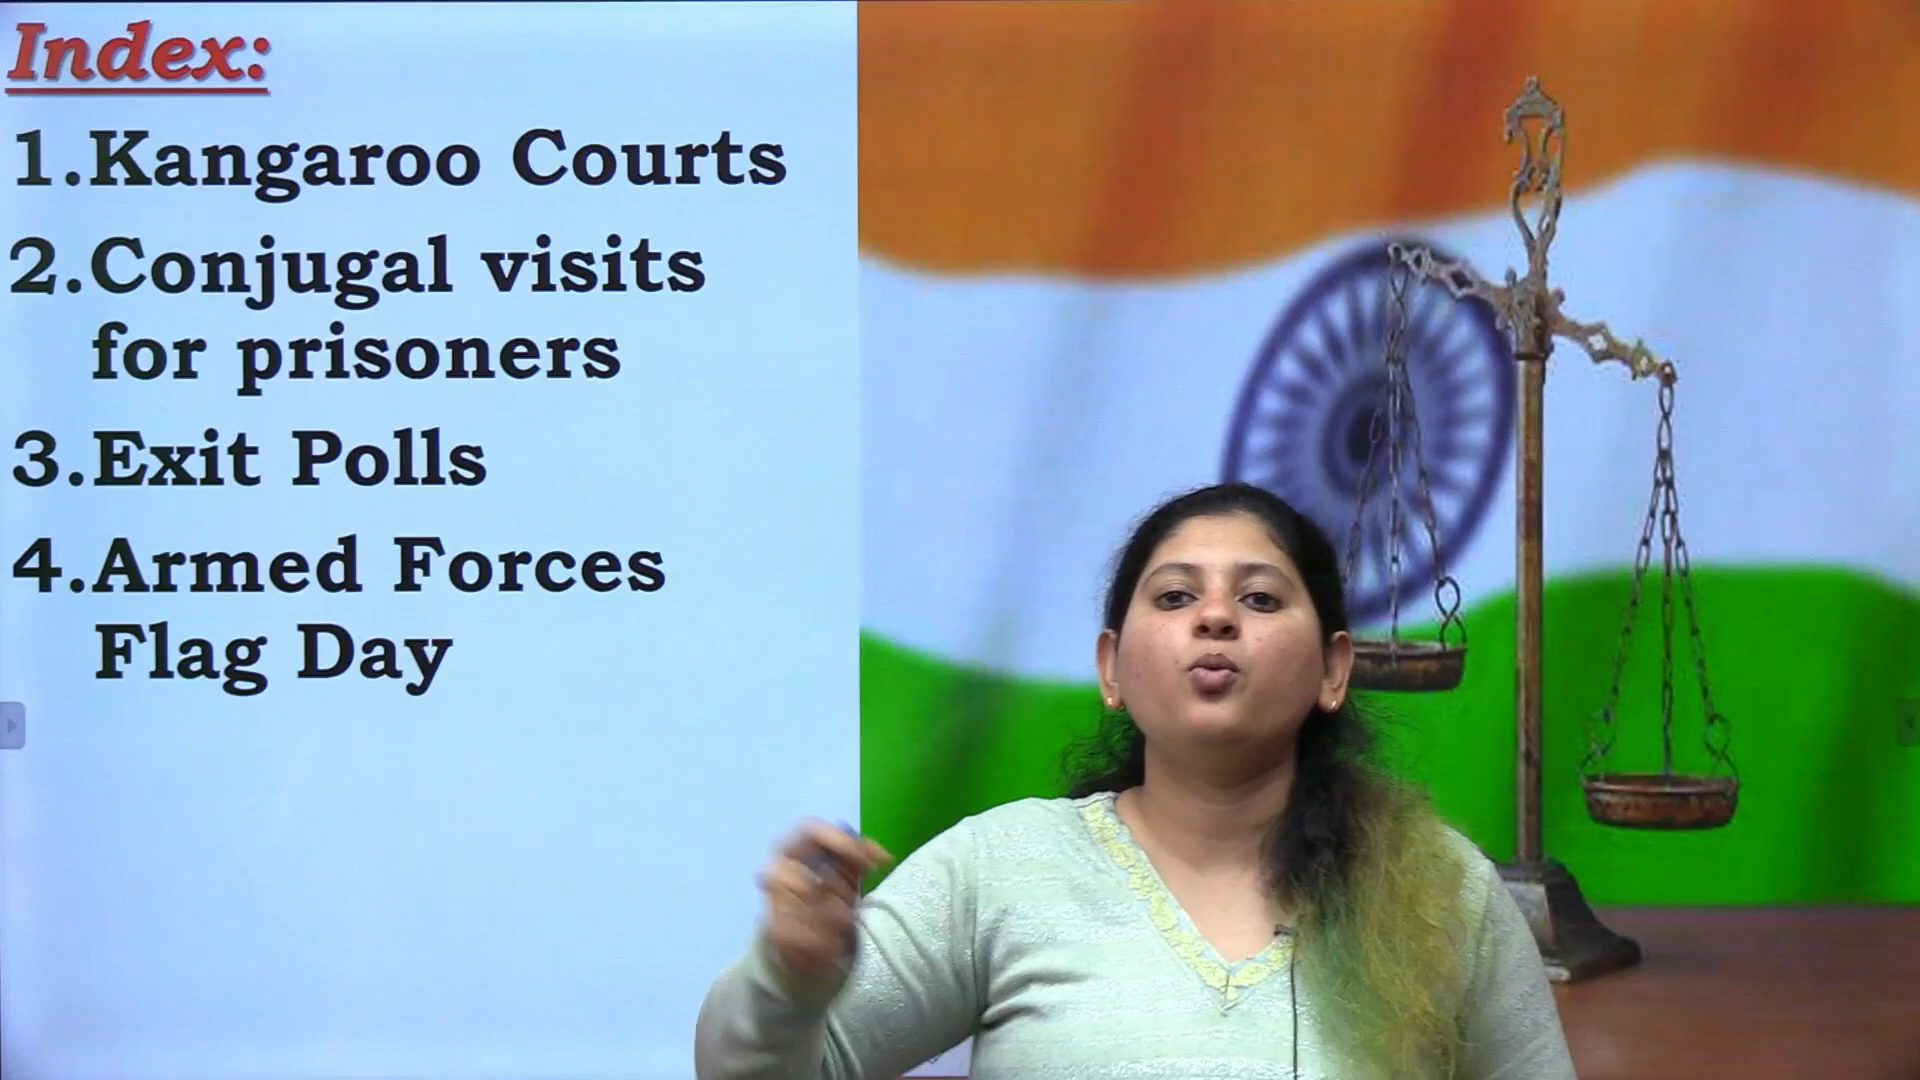 Index:
1.Kangaroo Courts
2.Conjugal visits
for prisoners
3.Exit Polls
4.Armed Forces
Flag Day